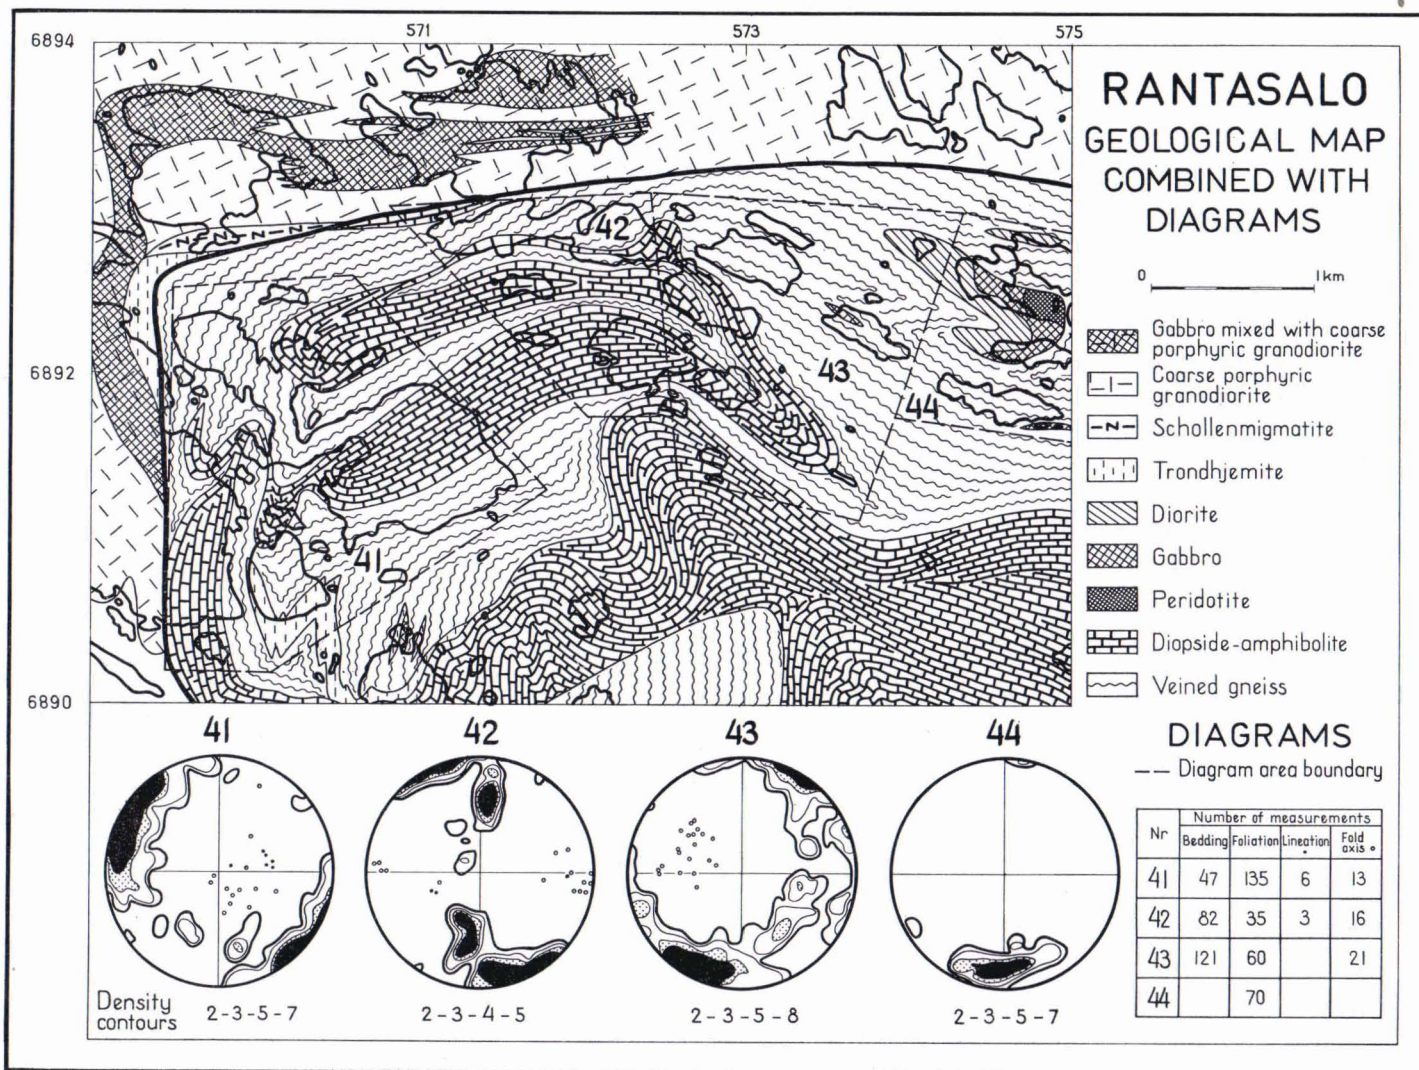 571 573 575
6894
6892
6890
42
43
44
41
RANTASALO
GEOLOGICAL MAP
COMBINED WITH
DIAGRAMS
0 1 km
Gabbro mixed with coarse
porphyric granodiorite
Coarse porphyric
granodiorite
Schollenmigmatite
Trondhjemite
Diorite
Gabbro
Peridotite
Diopside-amphibolite
Veined gneiss
41 42 43 44
Density
contours
2-3-5-7 2-3-4-5 2-3-5-8 2-3-5-7
DIAGRAMS
Diagram area boundary
Nr Number of measurements
Bedding Foliation Lineation Fold
axis
41 47 135 6 13
42 82 35 3 16
43 121 60 21
44 70